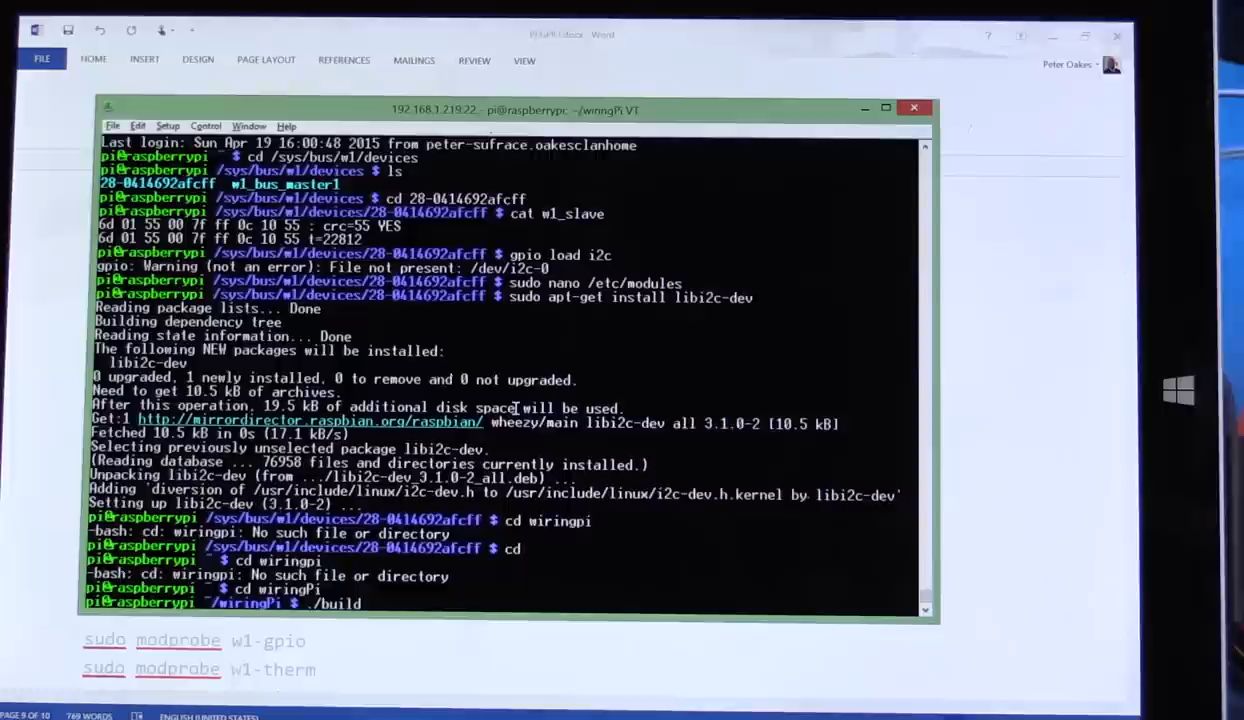 PiGPIO.docx - Word
FILE HOME INSERT DESIGN PAGE LAYOUT REFERENCES MAILINGS REVIEW VIEW
Peter Oakes
192.168.1.219:22 - pi@raspberrypi: ~/wiringPi VT
File Edit Setup Control Window Help
Last login: Sun Apr 19 16:00:48 2015 from peter-sufrace.oakesclanhome
pi@raspberrypi ~ $ cd /sys/bus/w1/devices
pi@raspberrypi /sys/bus/w1/devices $ ls
28-0414692afcff w1_bus_master1
pi@raspberrypi /sys/bus/w1/devices $ cd 28-0414692afcff
pi@raspberrypi /sys/bus/w1/devices/28-0414692afcff $ cat w1_slave
6d 01 55 00 7f ff 0c 10 55 : crc=55 YES
6d 01 55 00 7f ff 0c 10 55 t=22812
pi@raspberrypi /sys/bus/w1/devices/28-0414692afcff $ gpio load i2c
gpio: Warning (not an error): File not present: /dev/i2c-0
pi@raspberrypi /sys/bus/w1/devices/28-0414692afcff $ sudo nano /etc/modules
pi@raspberrypi /sys/bus/w1/devices/28-0414692afcff $ sudo apt-get install libi2c-dev
Reading package lists... Done
Building dependency tree
Reading state information... Done
The following NEW packages will be installed:
libi2c-dev
0 upgraded, 1 newly installed, 0 to remove and 0 not upgraded.
Need to get 10.5 kB of archives.
After this operation, 19.5 kB of additional disk space will be used.
Get:1 http://mirrordirector.raspbian.org/raspbian/ wheezy/main libi2c-dev all 3.1.0-2 [10.5 kB]
Fetched 10.5 kB in 0s (17.1 kB/s)
Selecting previously unselected package libi2c-dev.
(Reading database ... 76958 files and directories currently installed.)
Unpacking libi2c-dev (from .../libi2c-dev_3.1.0-2_all.deb) ...
Adding 'diversion of /usr/include/linux/i2c-dev.h to /usr/include/linux/i2c-dev.h.kernel by libi2c-dev'
Setting up libi2c-dev (3.1.0-2) ...
pi@raspberrypi /sys/bus/w1/devices/28-0414692afcff $ cd wiringpi
-bash: cd: wiringpi: No such file or directory
pi@raspberrypi /sys/bus/w1/devices/28-0414692afcff $ cd
pi@raspberrypi ~ $ cd wiringpi
-bash: cd: wiringpi: No such file or directory
pi@raspberrypi ~ $ cd wiringPi
pi@raspberrypi ~/wiringPi $ ./build
sudo modprobe w1-gpio
sudo modprobe w1-therm
PAGE 9 OF 10 769 WORDS ENGLISH (UNITED STATES)